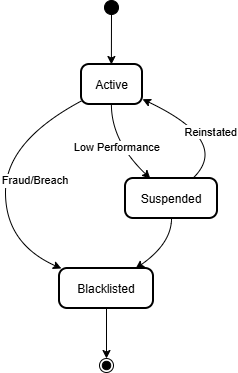 Active
Reinstated
Low Performance
Fraud/Breach
Suspended
Blacklisted